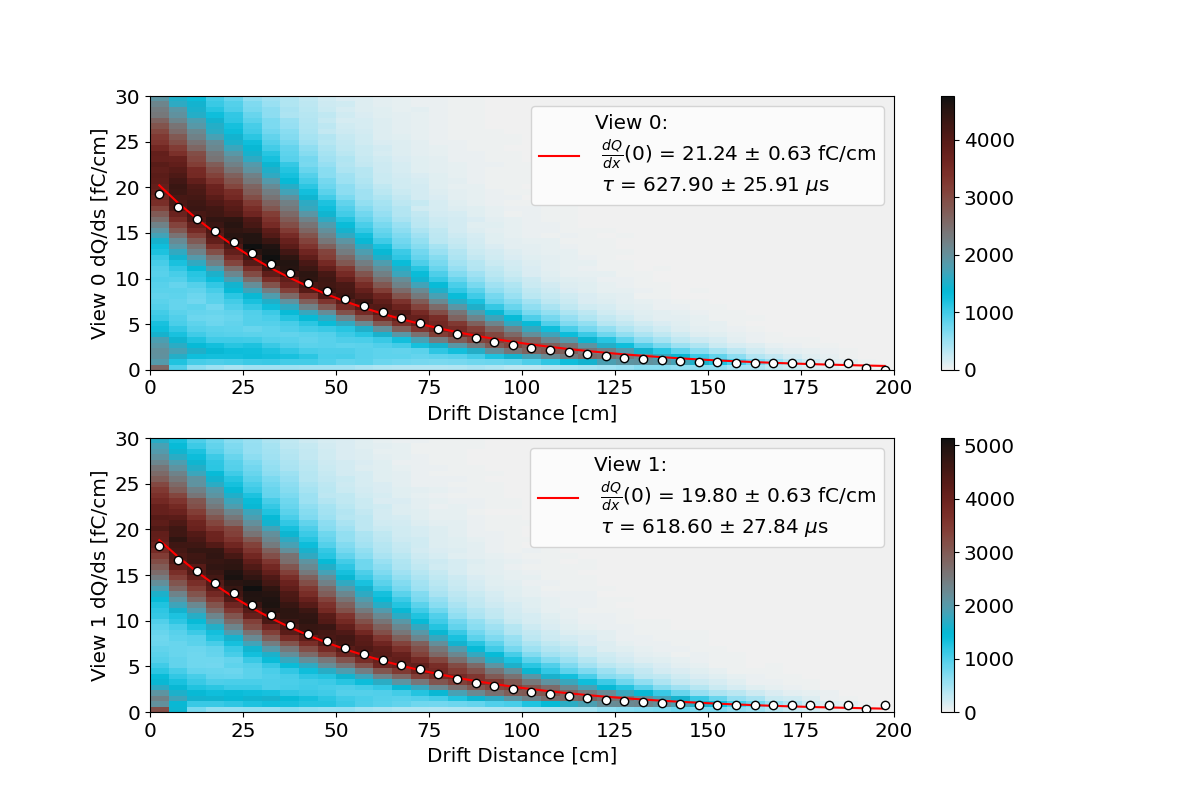 30
25
20
15
10
5
0
View 0 dQ/ds [fC/cm]
View 0:
dQ/dx(0) = 21.24 ± 0.63 fC/cm
τ = 627.90 ± 25.91 μs
0 25 50 75 100 125 150 175 200
Drift Distance [cm]
4000
3000
2000
1000
0
30
25
20
15
10
5
0
View 1 dQ/ds [fC/cm]
View 1:
dQ/dx(0) = 19.80 ± 0.63 fC/cm
τ = 618.60 ± 27.84 μs
0 25 50 75 100 125 150 175 200
Drift Distance [cm]
5000
4000
3000
2000
1000
0